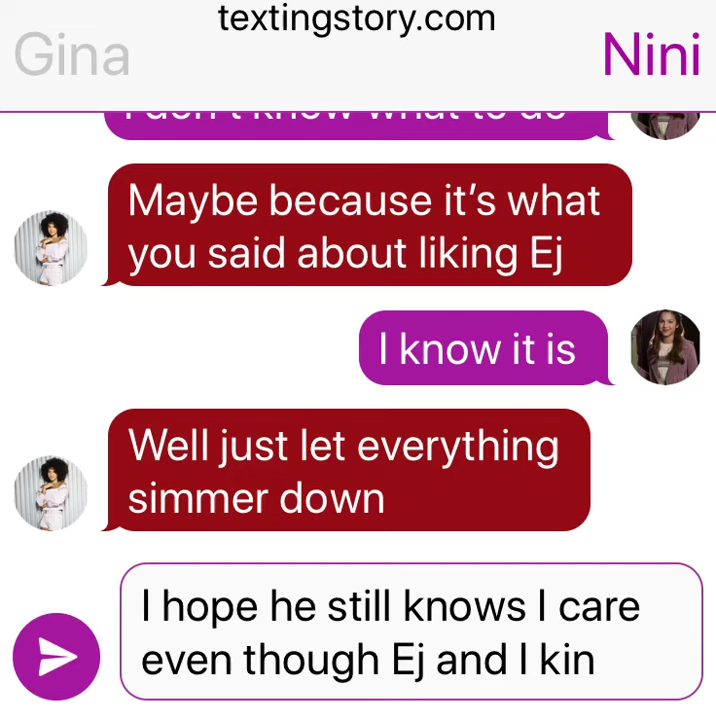 textingstory.com
Gina
Nini
I don't know what to do
Maybe because it's what
you said about liking Ej
I know it is
Well just let everything
simmer down
I hope he still knows I care
even though Ej and I kin